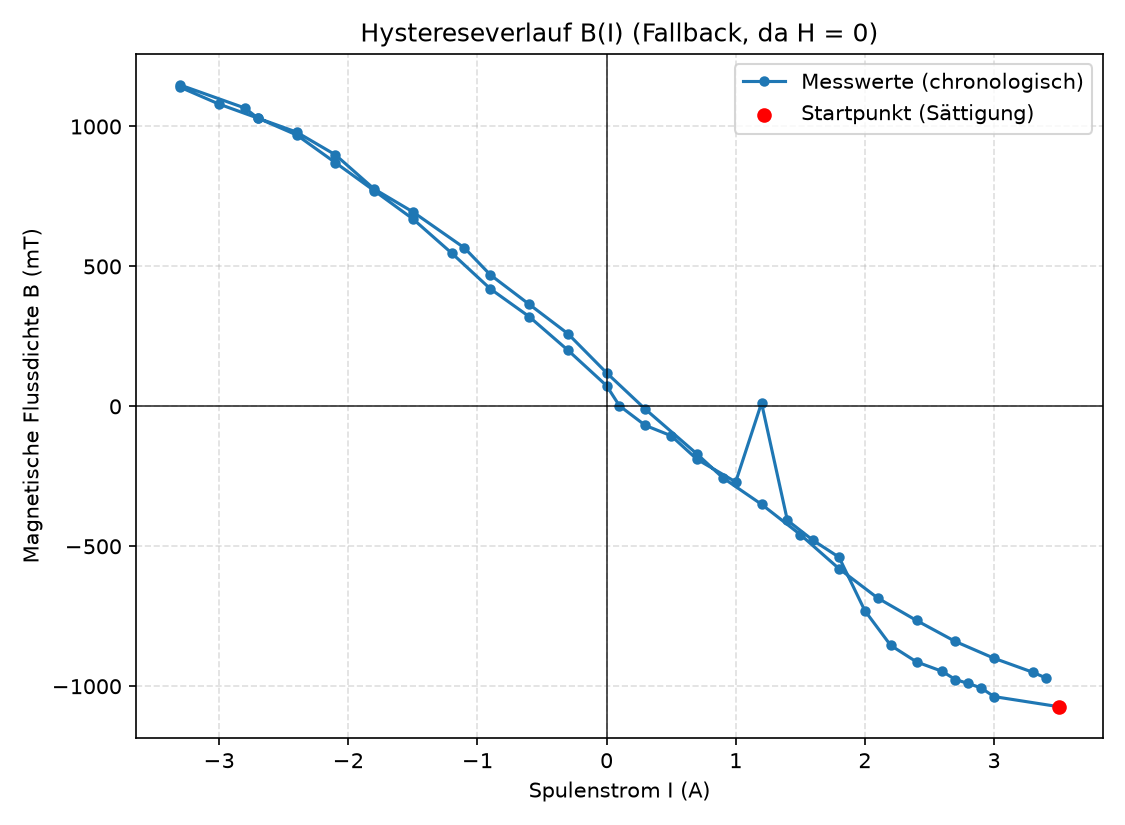 Hystereseverlauf B(I) (Fallback, da H = 0)
Messwerte (chronologisch)
Startpunkt (Sättigung)
Magnetische Flussdichte B (mT)
1000
500
0
−500
−1000
−3 −2 −1 0 1 2 3
Spulenstrom I (A)